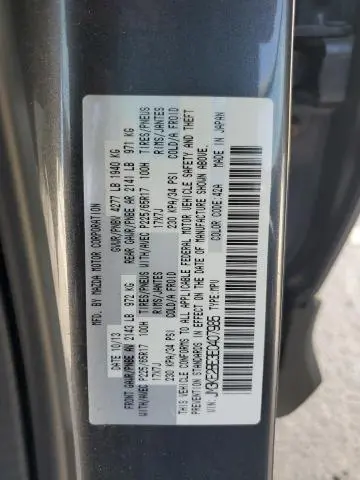 MFD. BY: MAZDA MOTOR CORPORATION
DATE: 10/13 GVWR/PNBV 4277 LB 1940 KG
FRONT GAWR/PNBE AV 2143 LB 972 KG REAR GAWR/PNBE AR 2141 LB 971 KG
WITH/AVEC P225/65R17 100H TIRES/PNEUS WITH/AVEC P225/65R17 100H TIRES/PNEUS
17X7J RIMS/JANTES 17X7J RIMS/JANTES
230 KPA/34 PSI COLD/A FROID 230 KPA/34 PSI COLD/A FROID
THIS VEHICLE CONFORMS TO ALL APPLICABLE FEDERAL MOTOR VEHICLE SAFETY AND THEFT
PREVENTION STANDARDS IN EFFECT ON THE DATE OF MANUFACTURE SHOWN ABOVE.
TYPE:MPU COLOR CODE:42A MADE IN JAPAN
VIN: